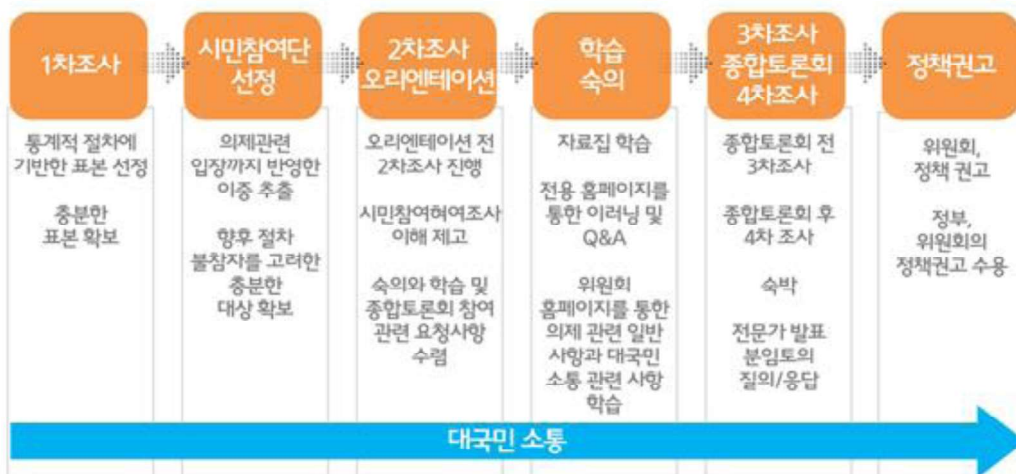 1차조사
통계적 절차에
기반한 표본 선정
충분한
표본 확보
시민참여단
선정
의제관련
입장까지 반영한
이중 추출
향후 절차
불참자를 고려한
충분한
대상 확보
2차조사
오리엔테이션
오리엔테이션 전
2차조사 진행
시민참여혀여조사
이해 제고
숙의와 학습 및
종합토론회 참여
관련 요청사항
수렴
학습
숙의
자료집 학습
전용 홈페이지를
통한 이러닝 및
Q&A
위원회
홈페이지를 통한
의제 관련 일반
사항과 대국민
소통 관련 사항
학습
3차조사
종합토론회
4차조사
종합토론회 전
3차조사
종합토론회 후
4차 조사
숙박
전문가 발표
분임토의
질의/응답
정책권고
위원회,
정책 권고
정부,
위원회의
정책권고 수용
대국민 소통